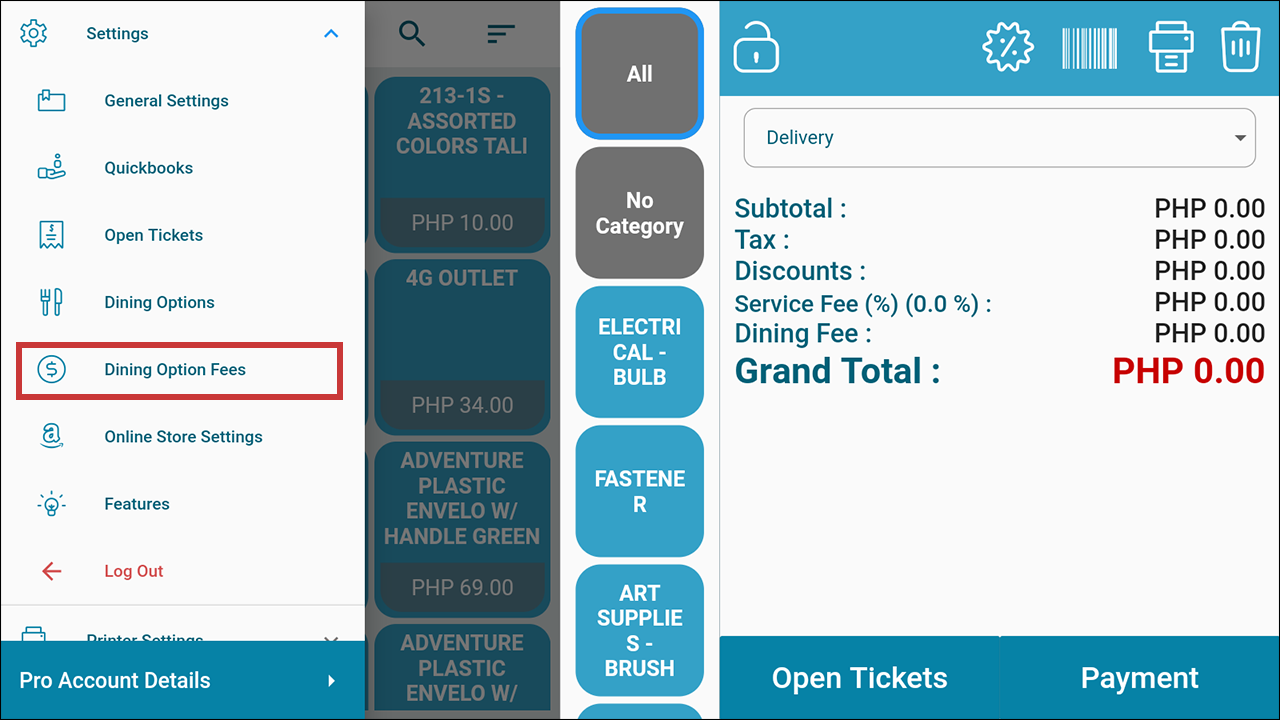 Settings
General Settings
Quickbooks
Open Tickets
Dining Options
Dining Option Fees
Online Store Settings
Features
Log Out
Printer Settings
Pro Account Details
213-1S -
ASSORTED
COLORS TALI
PHP 10.00
4G OUTLET
PHP 34.00
ADVENTURE
PLASTIC
ENVELO W/
HANDLE GREEN
PHP 69.00
ADVENTURE
PLASTIC
ENVELO W/
All
No
Category
ELECTRI
CAL -
BULB
FASTENE
R
ART
SUPPLIE
S -
BRUSH
Delivery
Subtotal : PHP 0.00
Tax : PHP 0.00
Discounts : PHP 0.00
Service Fee (%) (0.0 %) : PHP 0.00
Dining Fee : PHP 0.00
Grand Total : PHP 0.00
Open Tickets
Payment